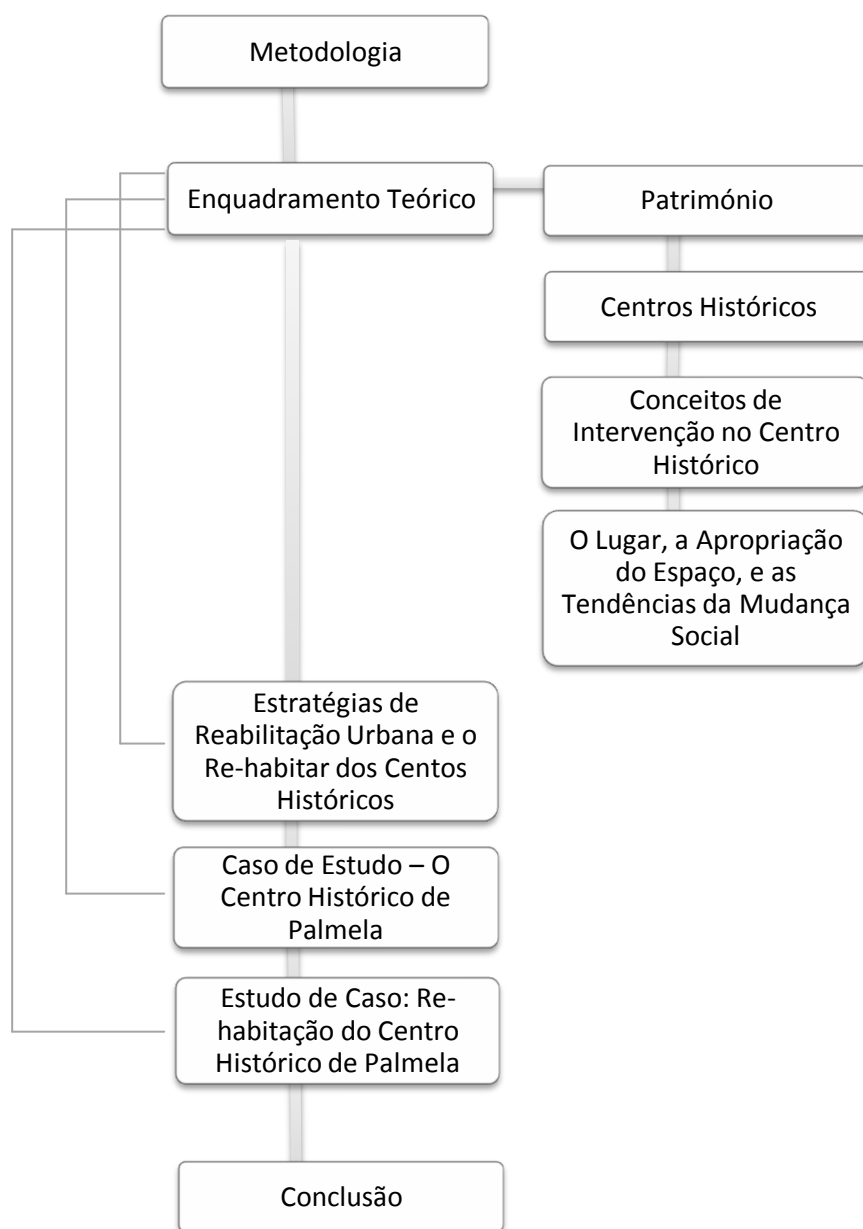 Metodologia
Enquadramento Teórico
Património
Centros Históricos
Conceitos de
Intervenção no Centro
Histórico
O Lugar, a Apropriação
do Espaço, e as
Tendências da Mudança
Social
Estratégias de
Reabilitação Urbana e o
Re-habitar dos Centos
Históricos
Caso de Estudo – O
Centro Histórico de
Palmela
Estudo de Caso: Re-
habitação do Centro
Histórico de Palmela
Conclusão